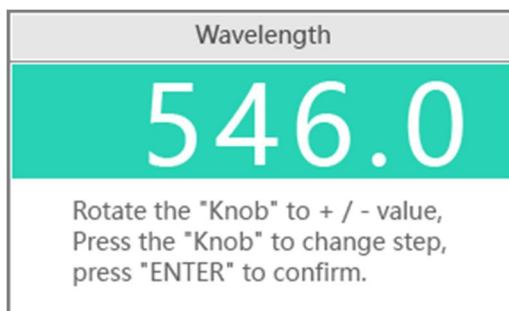 Wavelength
546.0
Rotate the "Knob" to + / - value,
Press the "Knob" to change step,
press "ENTER" to confirm.